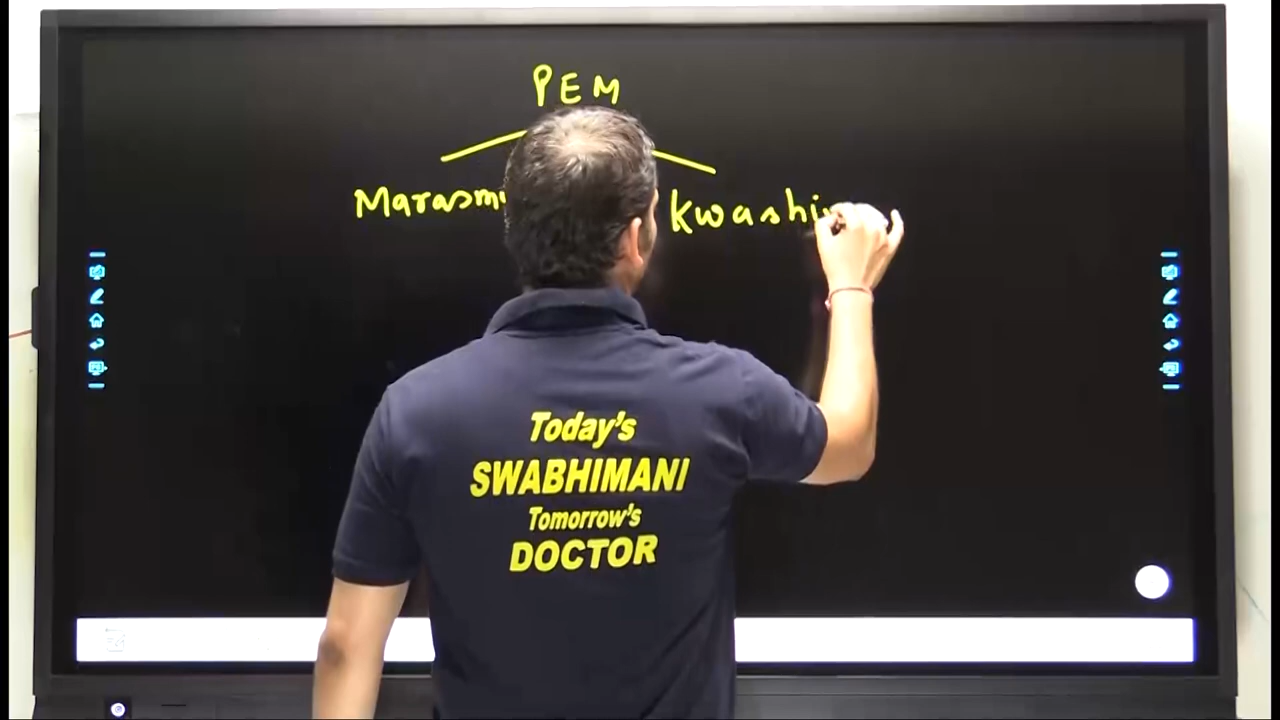 PEM
Marasmu
Kwashi
Today's
SWABHIMANI
Tomorrow's
DOCTOR